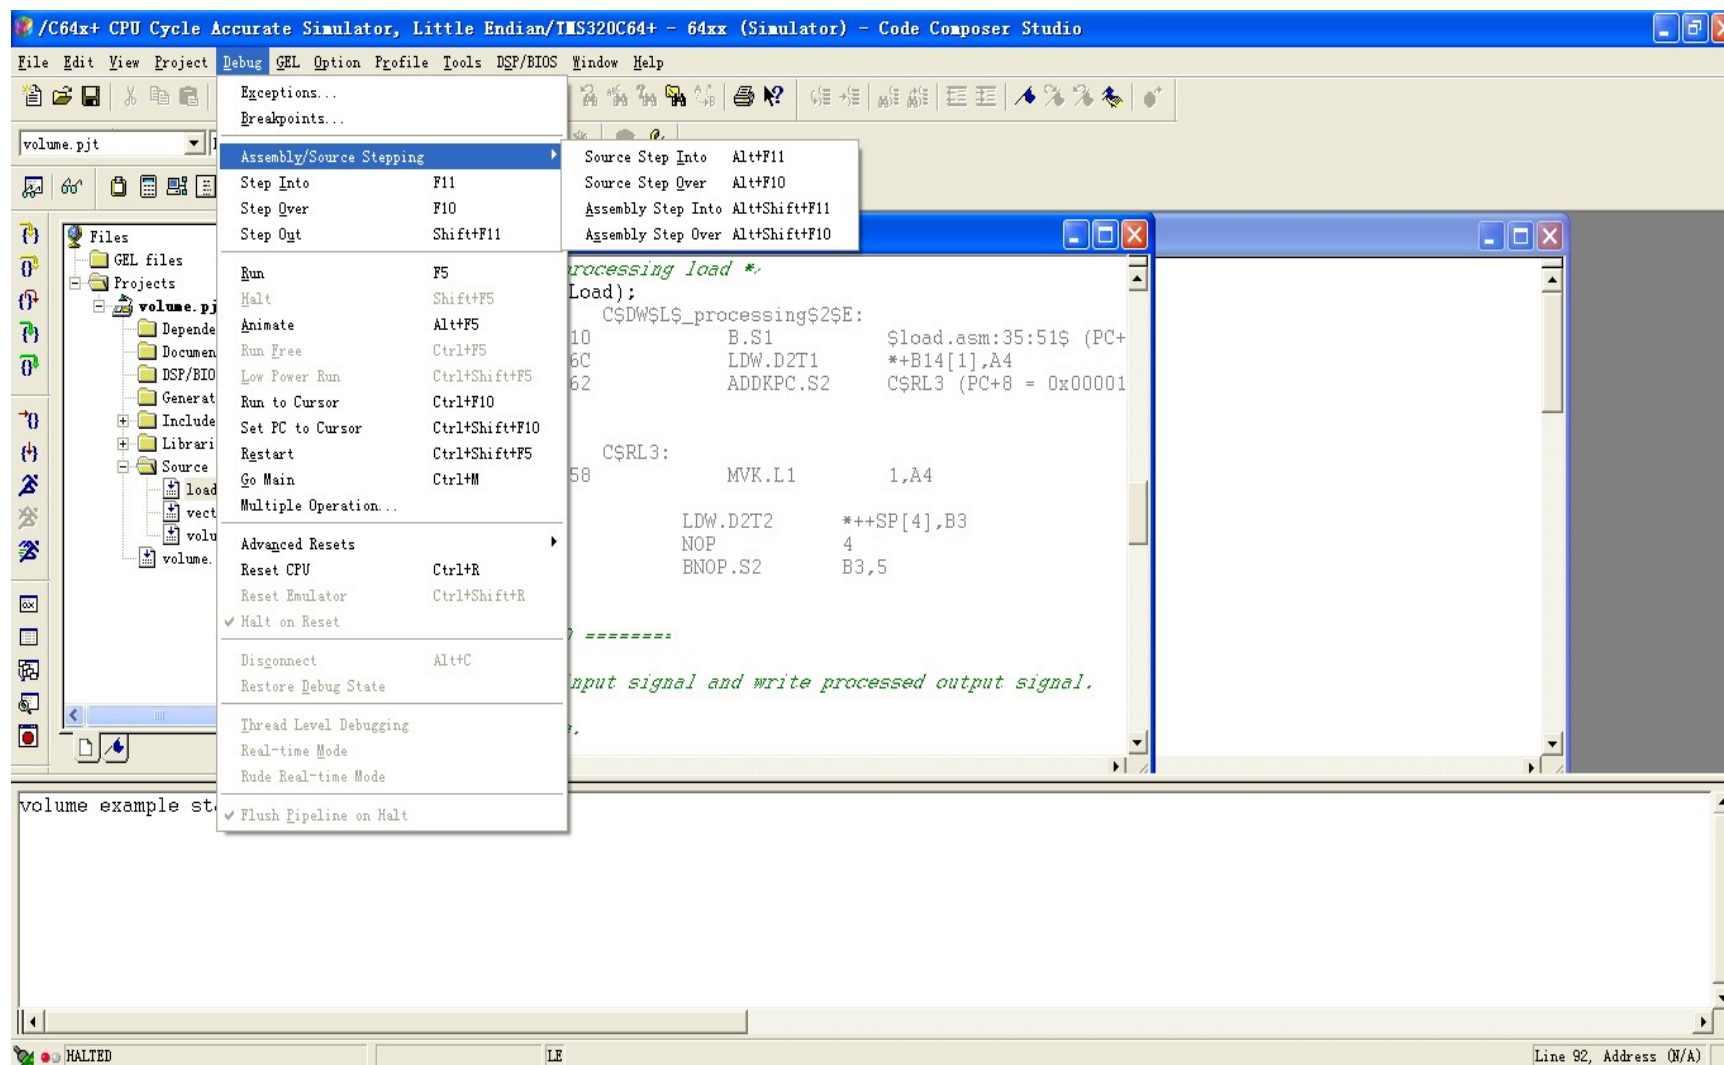 /C64x+ CPU Cycle Accurate Simulator, Little Endian/TMS320C64+ - 64xx (Simulator) - Code Composer Studio
File Edit View Project Debug GEL Option Profile Tools DSP/BIOS Window Help
volume.pjt
Exceptions...
Breakpoints...
Assembly/Source Stepping
Step Into F11
Step Over F10
Step Out Shift+F11
Run F5
Halt Shift+F5
Animate Alt+F5
Run Free Ctrl+F5
Low Power Run Ctrl+Shift+F5
Run to Cursor Ctrl+F10
Set PC to Cursor Ctrl+Shift+F10
Restart Ctrl+Shift+F5
Go Main Ctrl+M
Multiple Operation...
Advanced Resets
Reset CPU Ctrl+R
Reset Emulator Ctrl+Shift+R
Halt on Reset
Disconnect Alt+C
Restore Debug State
Thread Level Debugging
Real-time Mode
Rude Real-time Mode
Flush Pipeline on Halt
Source Step Into Alt+F11
Source Step Over Alt+F10
Assembly Step Into Alt+Shift+F11
Assembly Step Over Alt+Shift+F10
Files
GEL files
Projects
volume.pj
Depende
Documen
DSP/BIO
Generat
Include
Librari
Source
load
vect
volu
volume.
rocessing load */
Load);
C$DW$L$_processing$2$E:
10 B.S1 $load.asm:35:51$ (PC+
6C LDW.D2T1 *+B14[1],A4
62 ADDKPC.S2 C$RL3 (PC+8 = 0x00001
C$RL3:
58 MVK.L1 1,A4
LDW.D2T2 *++SP[4],B3
NOP 4
BNOP.S2 B3,5
========
nput signal and write processed output signal.
volume example st
HALTED
LE
Line 92, Address (N/A)